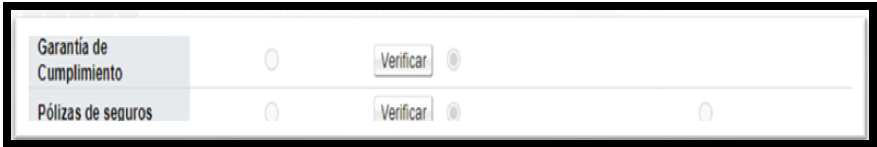 Garantía de
Cumplimiento
Verificar
Pólizas de seguros
Verificar